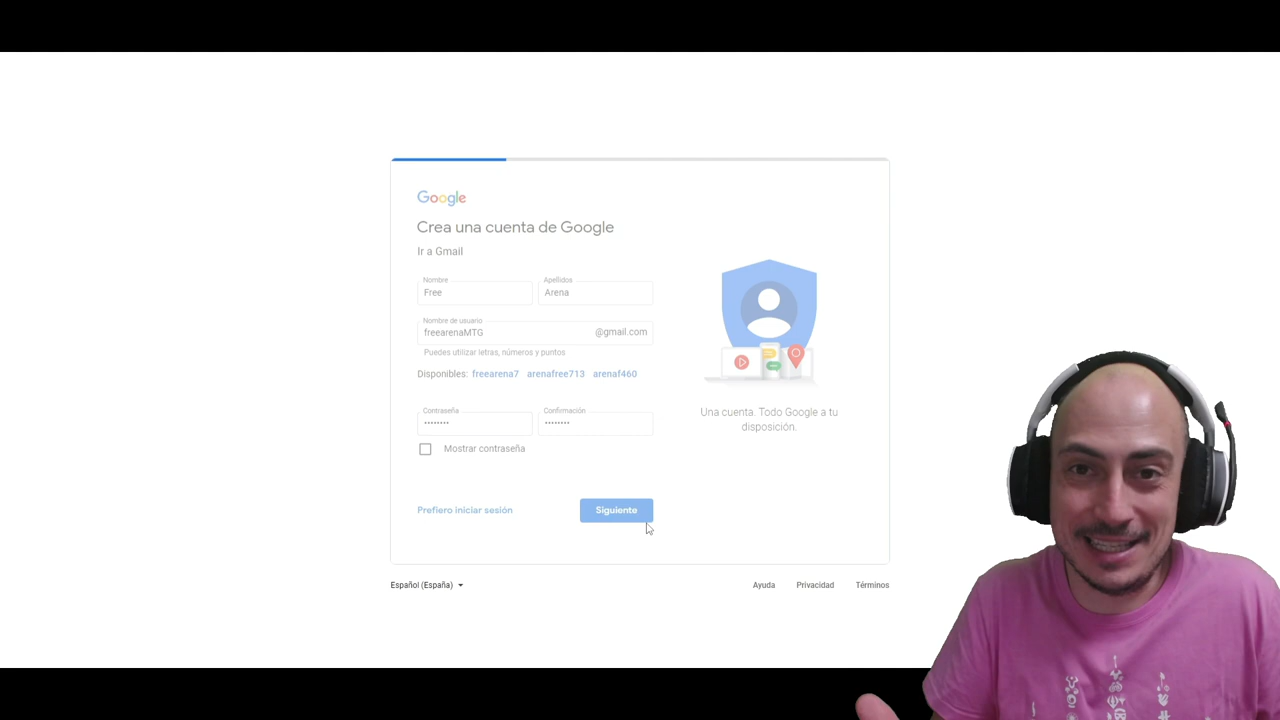 Google
Crea una cuenta de Google
Ir a Gmail
Nombre Apellidos
Free Arena
Nombre de usuario
freearenaMTG @gmail.com
Puedes utilizar letras, números y puntos
Disponibles: freearena7 arenafree713 arenaf460
Contraseña Confirmación
•••••••• ••••••••
Mostrar contraseña
Prefiero iniciar sesión Siguiente
Una cuenta. Todo Google a tu
disposición.
Español (España) Ayuda Privacidad Términos